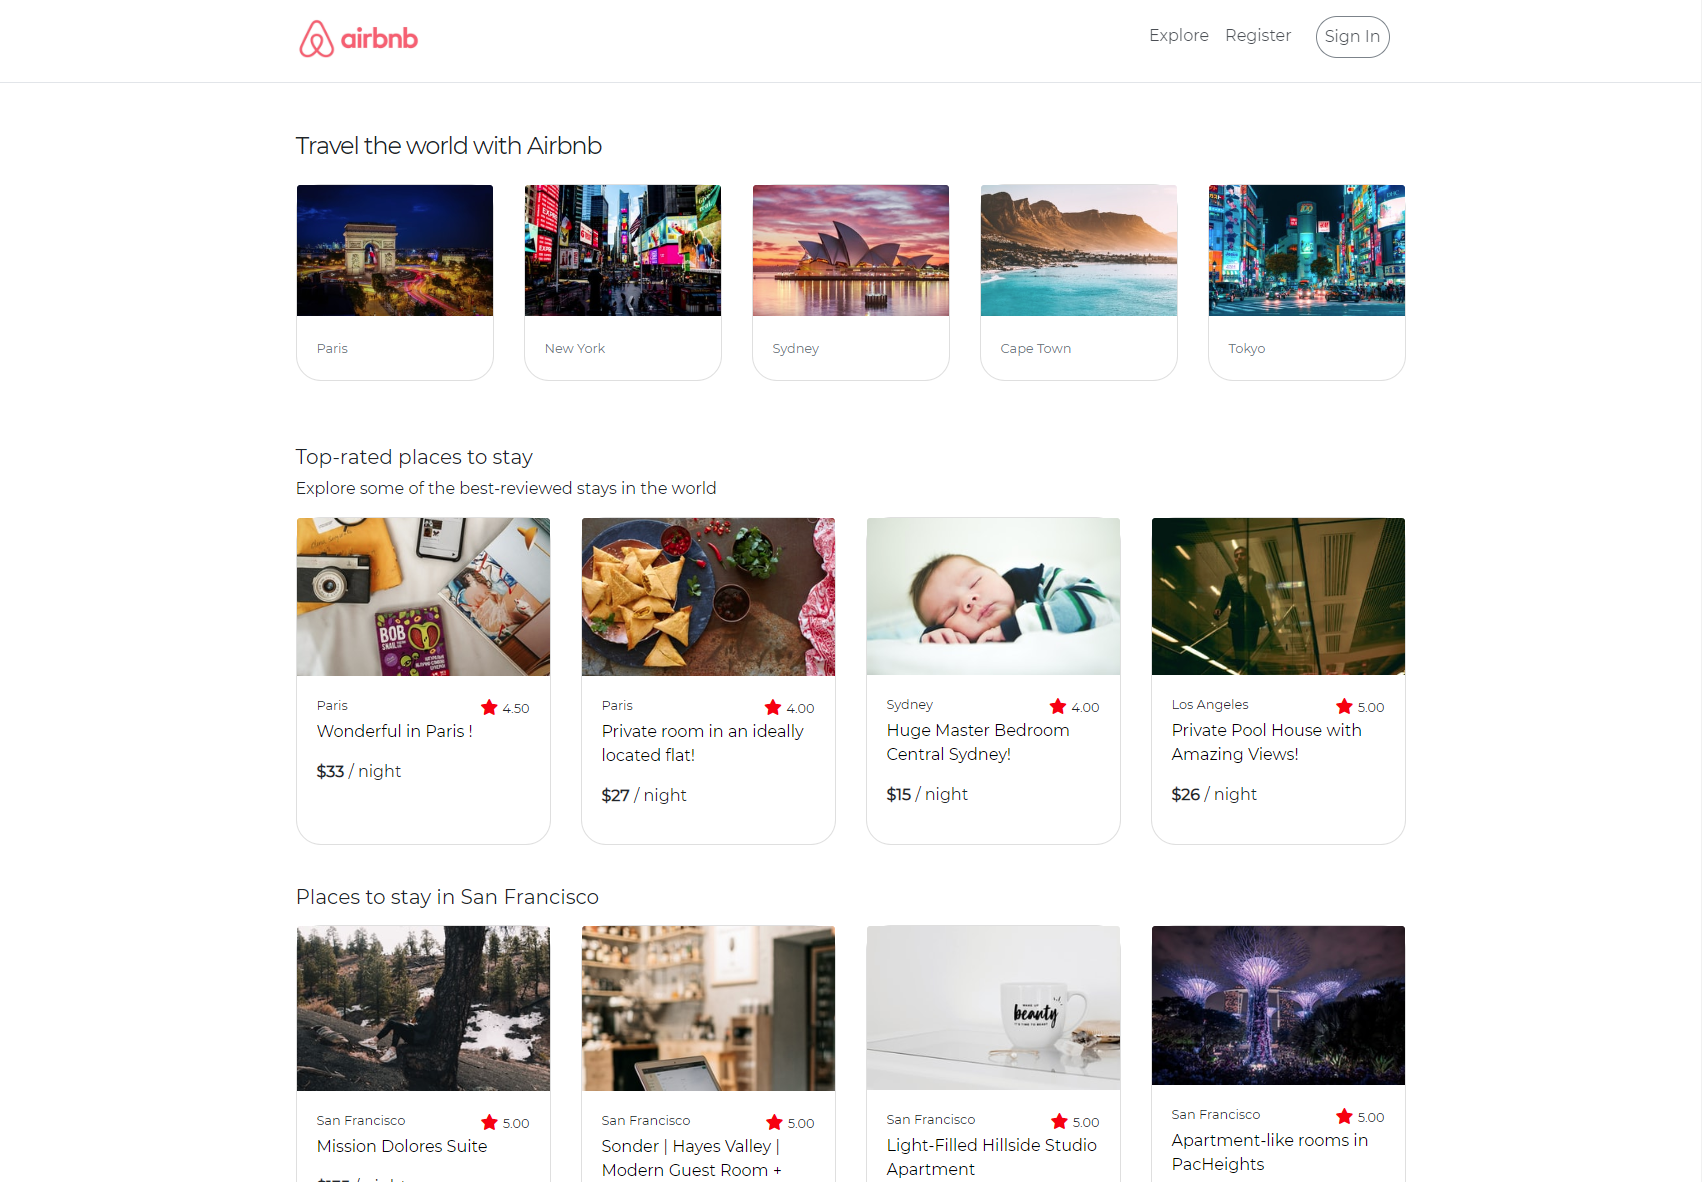 airbnb
Explore
Register
Sign In
Travel the world with Airbnb
Paris
New York
Sydney
Cape Town
Tokyo
Top-rated places to stay
Explore some of the best-reviewed stays in the world
BOB
SNAIL
Paris
4.50
Wonderful in Paris !
$33 / night
Paris
4.00
Private room in an ideally
located flat!
$27 / night
Sydney
4.00
Huge Master Bedroom
Central Sydney!
$15 / night
Los Angeles
5.00
Private Pool House with
Amazing Views!
$26 / night
Places to stay in San Francisco
beauty
San Francisco
5.00
Mission Dolores Suite
San Francisco
5.00
Sonder | Hayes Valley |
Modern Guest Room +
San Francisco
5.00
Light-Filled Hillside Studio
Apartment
San Francisco
5.00
Apartment-like rooms in
PacHeights